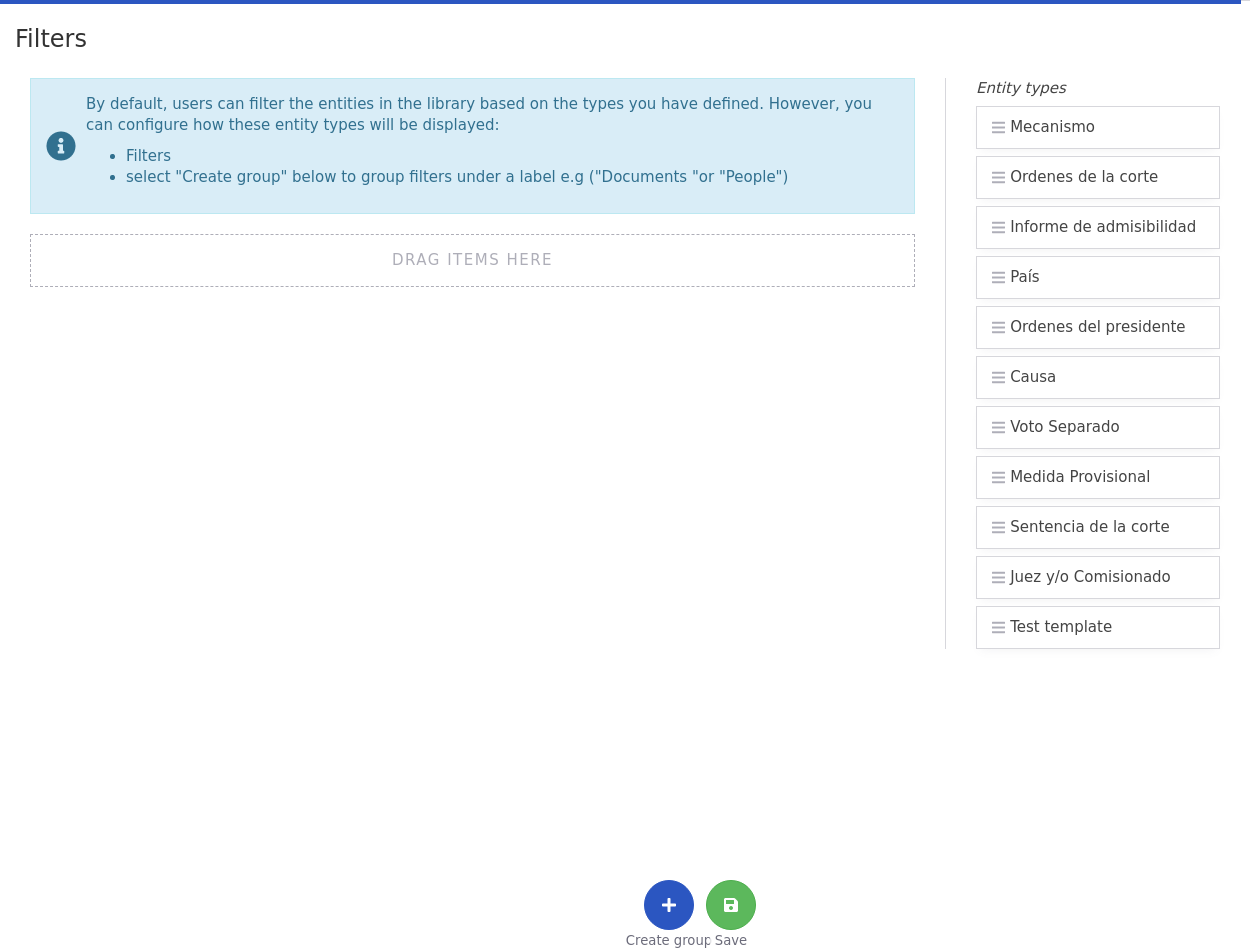 Filters
By default, users can filter the entities in the library based on the types you have defined. However, you
can configure how these entity types will be displayed:
Filters
select "Create group" below to group filters under a label e.g ("Documents "or "People")
DRAG ITEMS HERE
Entity types
Mecanismo
Ordenes de la corte
Informe de admisibilidad
País
Ordenes del presidente
Causa
Voto Separado
Medida Provisional
Sentencia de la corte
Juez y/o Comisionado
Test template
Create group Save